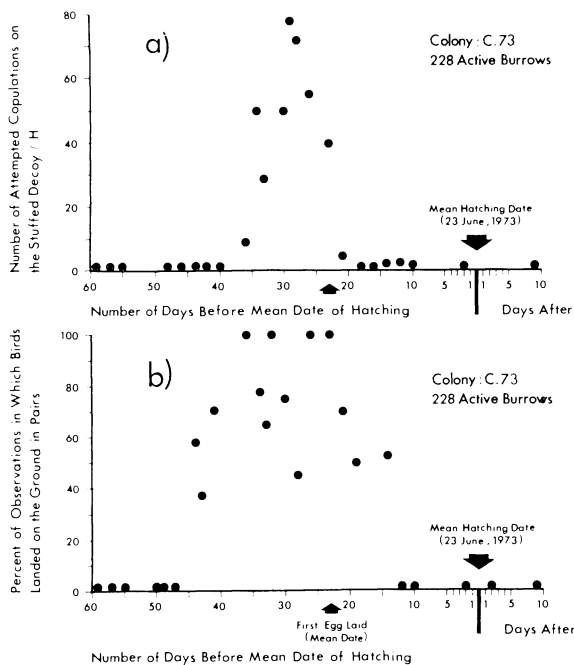 a)
Colony : C.73
228 Active Burrows
Number of Attempted Copulations on
the Stuffed Decoy / H
80
60
40
20
0
Mean Hatching Date
(23 June, 1973)
60 50 40 30 20 10 5 1 1 5 10
Number of Days Before Mean Date of Hatching
Days After
b)
Colony : C.73
228 Active Burrows
Percent of Observations in Which Birds
Landed on the Ground in Pairs
100
80
60
40
20
0
Mean Hatching Date
(23 June, 1973)
60 50 40 30 20 10 5 1 1 5 10
First Egg Laid
(Mean Date)
Days After
Number of Days Before Mean Date of Hatching